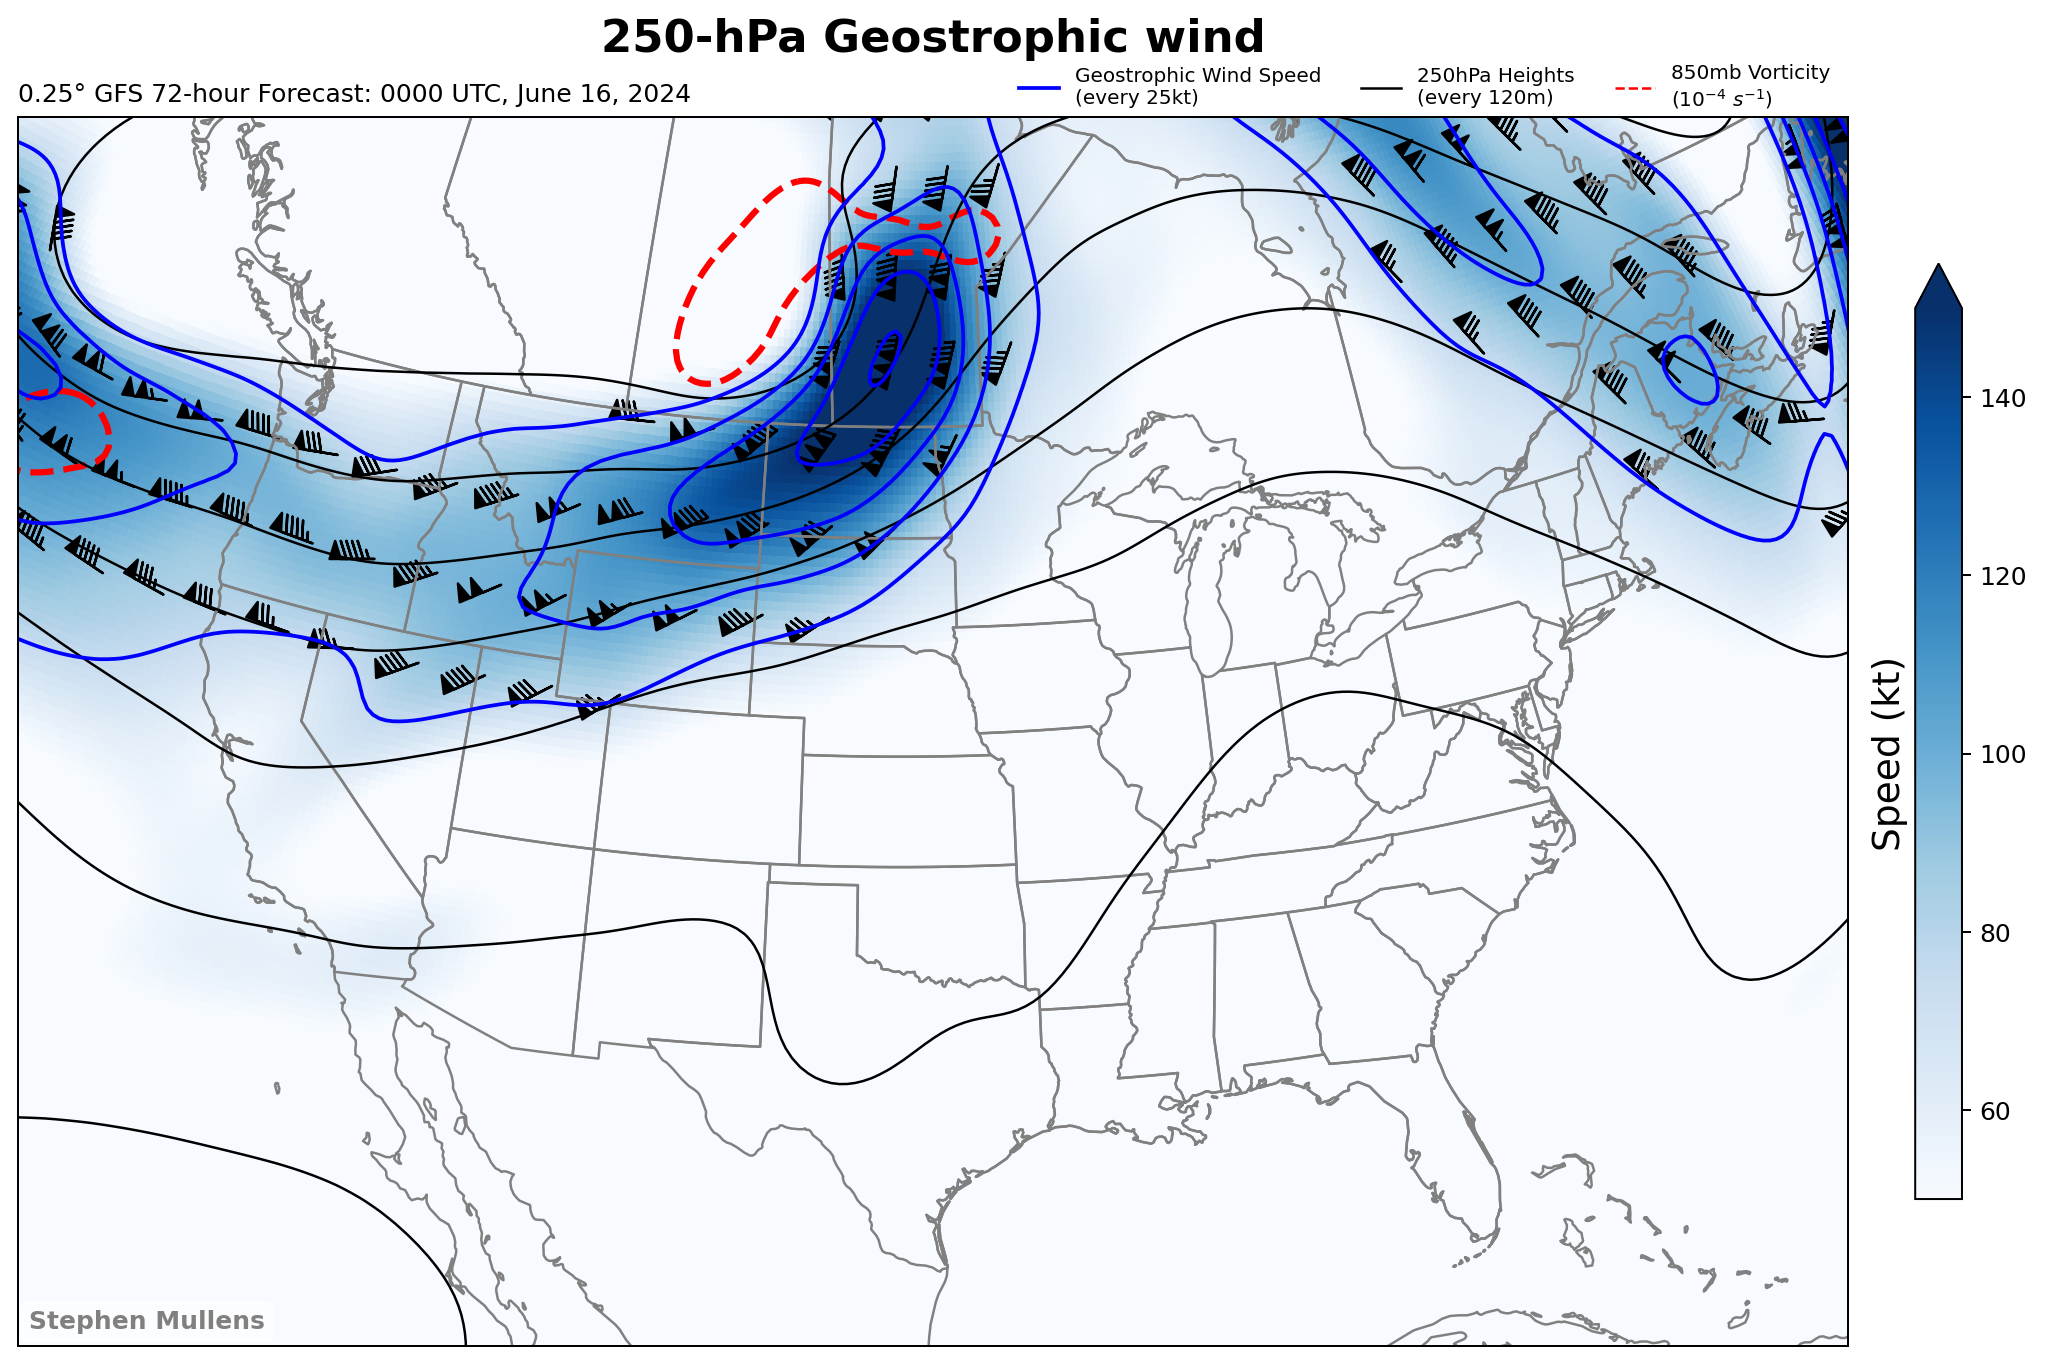 250-hPa Geostrophic wind
0.25° GFS 72-hour Forecast: 0000 UTC, June 16, 2024
Geostrophic Wind Speed
(every 25kt)
250hPa Heights
(every 120m)
850mb Vorticity
(10⁻⁴ s⁻¹)
140
120
100
80
60
Speed (kt)
Stephen Mullens